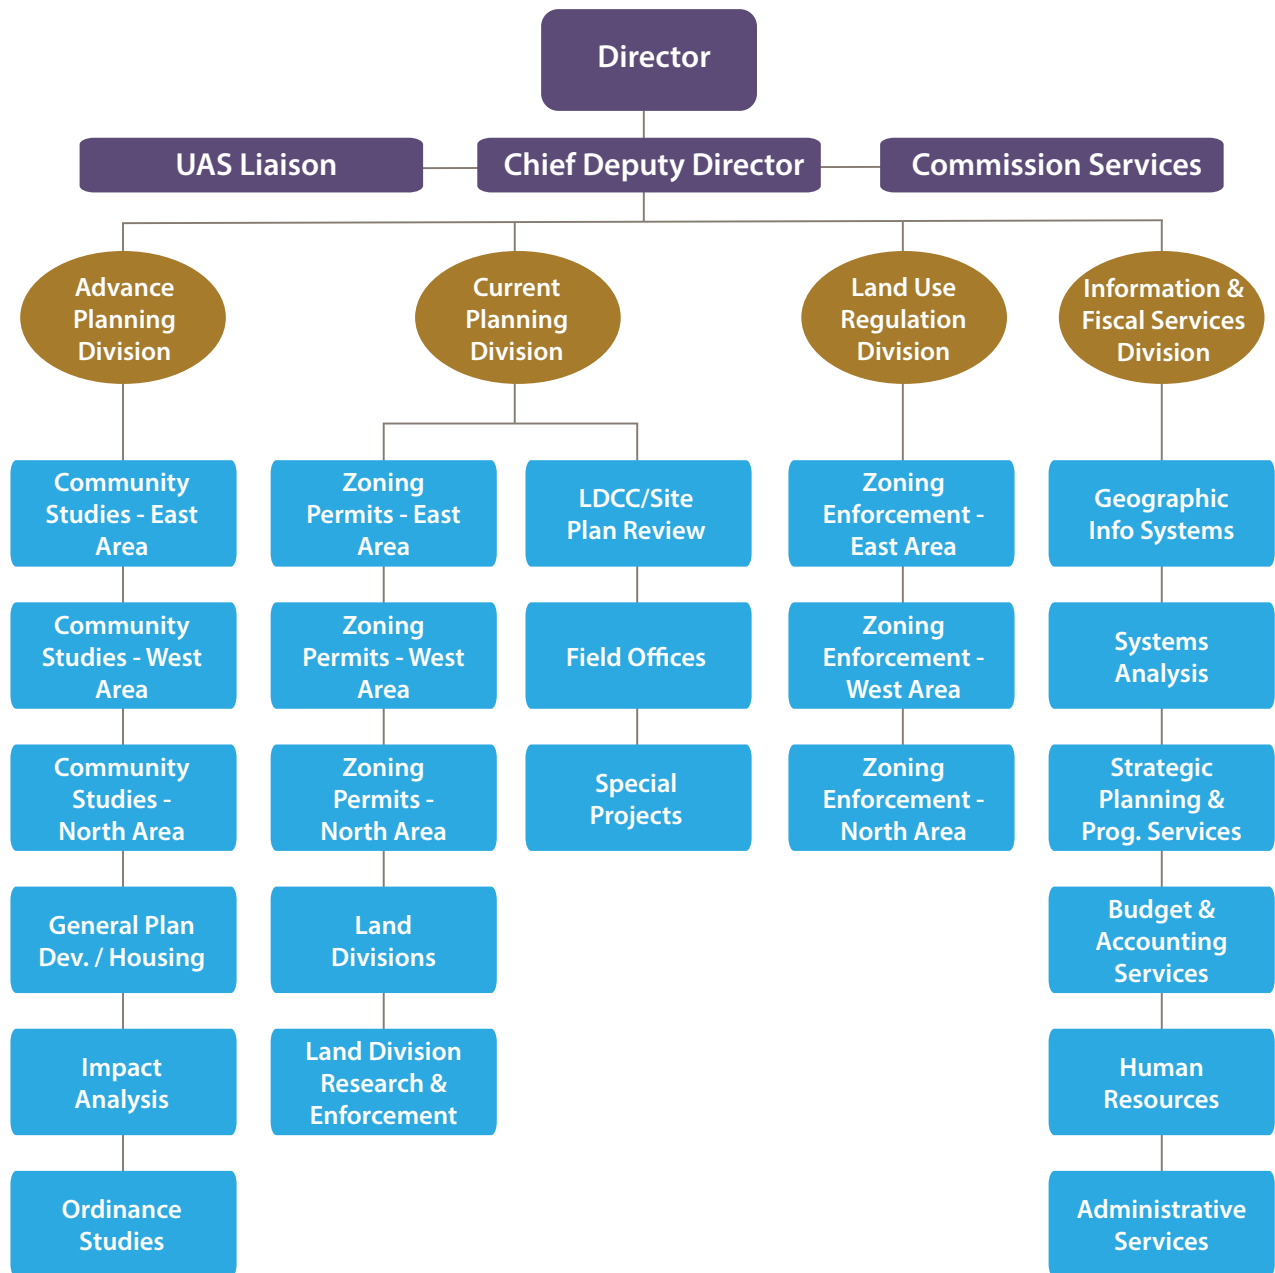 Director
UAS Liaison
Chief Deputy Director
Commission Services
Advance
Planning
Division
Current
Planning
Division
Land Use
Regulation
Division
Information &
Fiscal Services
Division
Community
Studies - East
Area
Zoning
Permits - East
Area
LDCC/Site
Plan Review
Zoning
Enforcement -
East Area
Geographic
Info Systems
Community
Studies - West
Area
Zoning
Permits - West
Area
Field Offices
Zoning
Enforcement -
West Area
Systems
Analysis
Community
Studies -
North Area
Zoning
Permits -
North Area
Special
Projects
Zoning
Enforcement -
North Area
Strategic
Planning &
Prog. Services
General Plan
Dev. / Housing
Land
Divisions
Budget &
Accounting
Services
Impact
Analysis
Land Division
Research &
Enforcement
Human
Resources
Ordinance
Studies
Administrative
Services